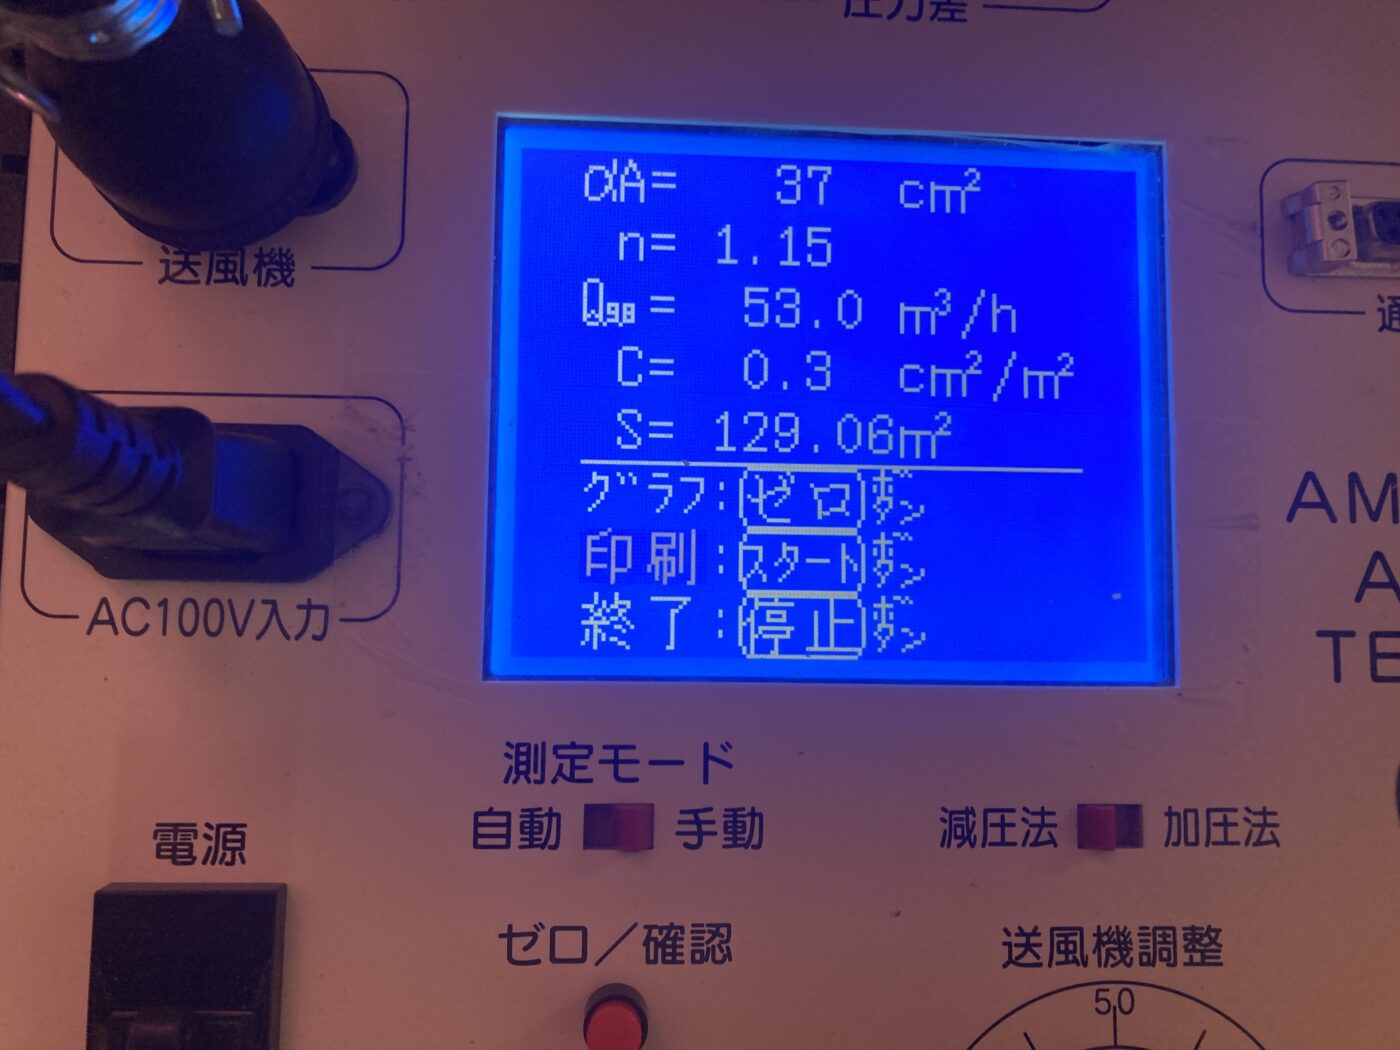 圧力差
送風機
αA= 37 cm²
n= 1.15
Q9.8= 53.0 m³/h
C= 0.3 cm²/m²
S= 129.06m²
グラフ:(ゼロ)ボタン
印刷:(スタート)ボタン
終了:(停止)ボタン
通
AC100V入力
AM
A
TE
測定モード
自動 手動
減圧法 加圧法
電源
ゼロ/確認
送風機調整
50